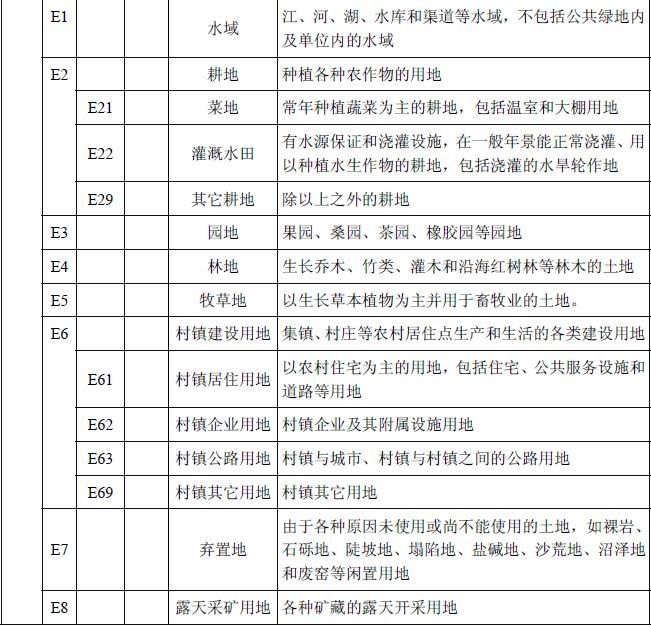 E1 水域 江、河、湖、水库和渠道等水域，不包括公共绿地内
及单位内的水域
E2 耕地 种植各种农作物的用地
E21 菜地 常年种植蔬菜为主的耕地，包括温室和大棚用地
E22 灌溉水田 有水源保证和浇灌设施，在一般年景能正常浇灌、用
以种植水生作物的耕地，包括浇灌的水旱轮作地
E29 其它耕地 除以上之外的耕地
E3 园地 果园、桑园、茶园、橡胶园等园地
E4 林地 生长乔木、竹类、灌木和沿海红树林等林木的土地
E5 牧草地 以生长草本植物为主并用于畜牧业的土地。
E6 村镇建设用地 集镇、村庄等农村居住点生产和生活的各类建设用地
E61 村镇居住用地 以农村住宅为主的用地，包括住宅、公共服务设施和
道路等用地
E62 村镇企业用地 村镇企业及其附属设施用地
E63 村镇公路用地 村镇与城市、村镇与村镇之间的公路用地
E69 村镇其它用地 村镇其它用地
E7 弃置地 由于各种原因未使用或尚不能使用的土地，如裸岩、
石砾地、陡坡地、塌陷地、盐碱地、沙荒地、沼泽地
和废窑等闲置用地
E8 露天采矿用地 各种矿藏的露天开采用地